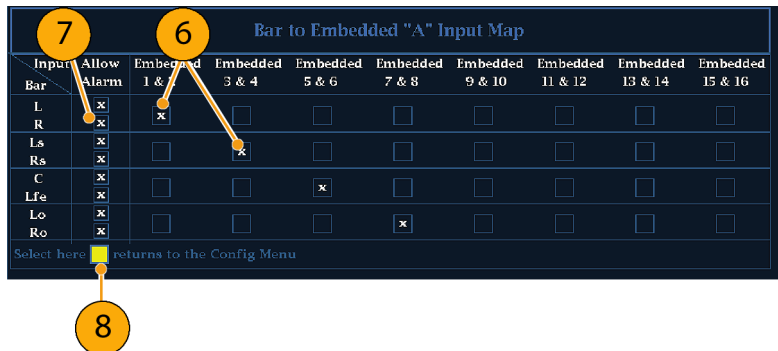 7
6
Bar to Embedded "A" Input Map
Input Allow Embedded Embedded Embedded Embedded Embedded Embedded Embedded Embedded
Bar Alarm 1 & 2 3 & 4 5 & 6 7 & 8 9 & 10 11 & 12 13 & 14 15 & 16
L x
R x x
Ls x
Rs x x
C x
Lfe x x
Lo x
Ro x x
Select here returns to the Config Menu
8